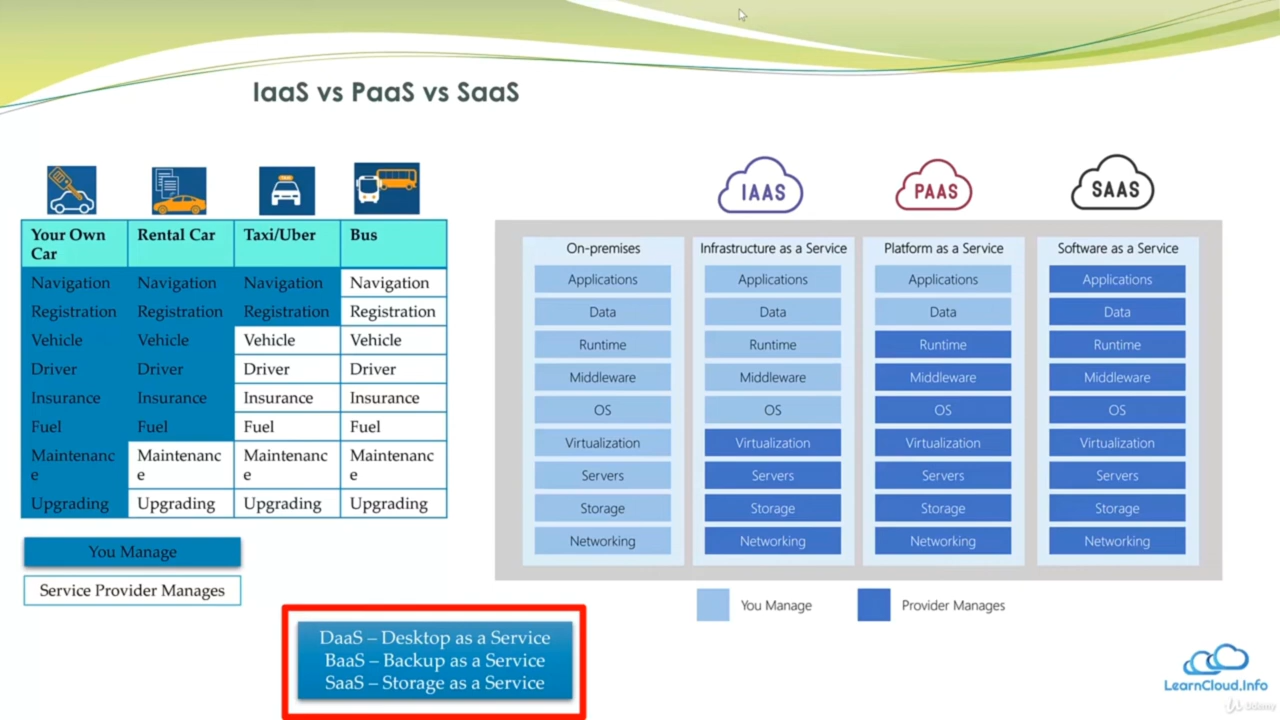 IaaS vs PaaS vs SaaS
IAAS
PAAS
SAAS
TAXI
Your Own
Car
Rental Car
Taxi/Uber
Bus
Navigation
Navigation
Navigation
Navigation
Registration
Registration
Registration
Registration
Vehicle
Vehicle
Vehicle
Vehicle
Driver
Driver
Driver
Driver
Insurance
Insurance
Insurance
Insurance
Fuel
Fuel
Fuel
Fuel
Maintenanc
e
Maintenanc
e
Maintenanc
e
Maintenanc
e
Upgrading
Upgrading
Upgrading
Upgrading
You Manage
Service Provider Manages
On-premises
Applications
Data
Runtime
Middleware
OS
Virtualization
Servers
Storage
Networking
Infrastructure as a Service
Applications
Data
Runtime
Middleware
OS
Virtualization
Servers
Storage
Networking
Platform as a Service
Applications
Data
Runtime
Middleware
OS
Virtualization
Servers
Storage
Networking
Software as a Service
Applications
Data
Runtime
Middleware
OS
Virtualization
Servers
Storage
Networking
You Manage
Provider Manages
DaaS – Desktop as a Service
BaaS – Backup as a Service
SaaS – Storage as a Service
LearnCloud.Info
Udemy